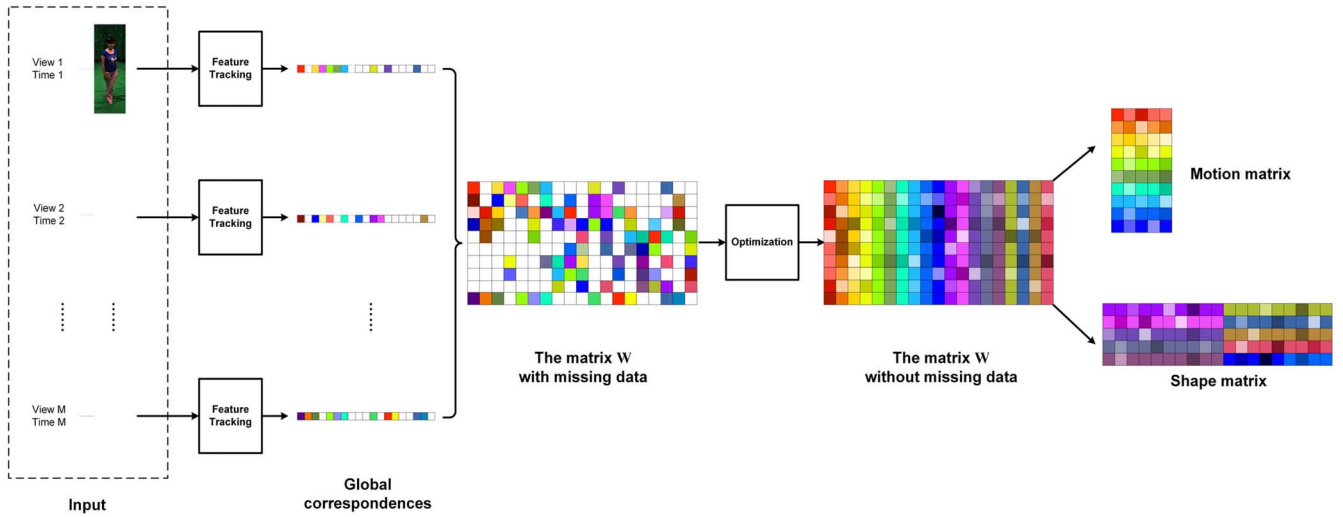 View 1
Time 1
Feature
Tracking
View 2
Time 2
Feature
Tracking
View M
Time M
Feature
Tracking
Input
Global
correspondences
The matrix W
with missing data
Optimization
The matrix W
without missing data
Motion matrix
Shape matrix